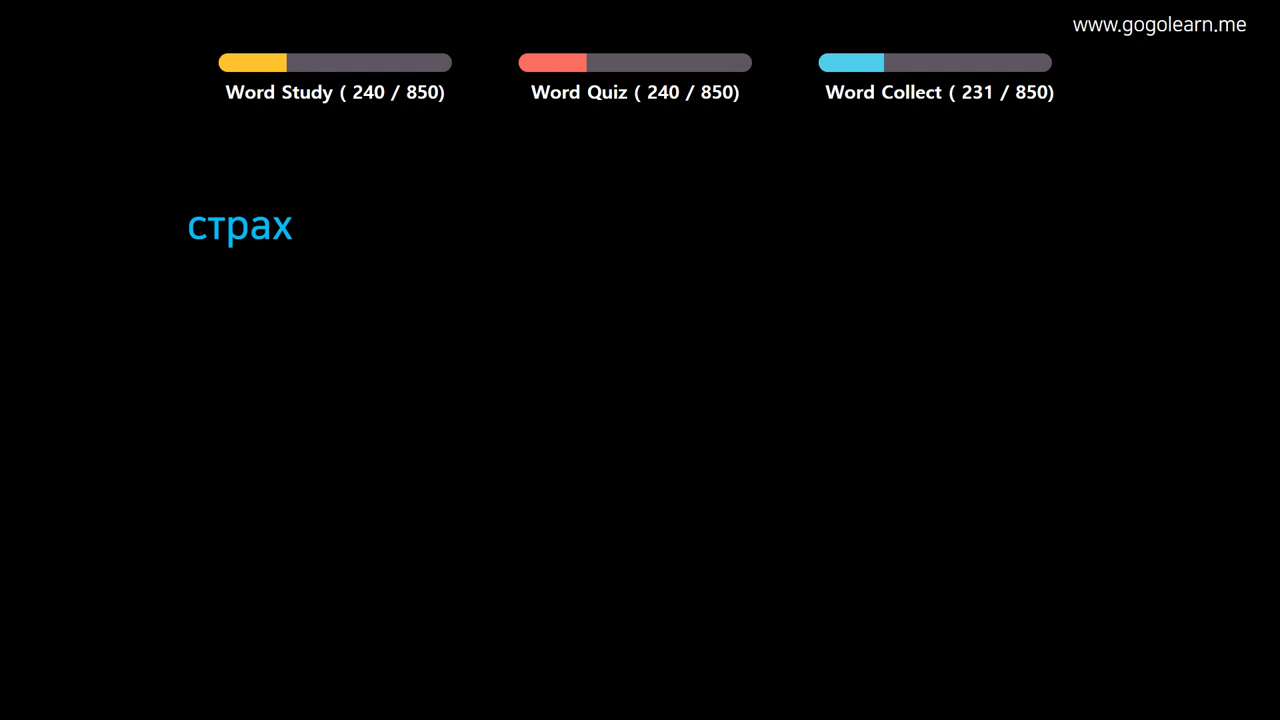 www.gogolearn.me
Word Study ( 240 / 850)
Word Quiz ( 240 / 850)
Word Collect ( 231 / 850)
страх